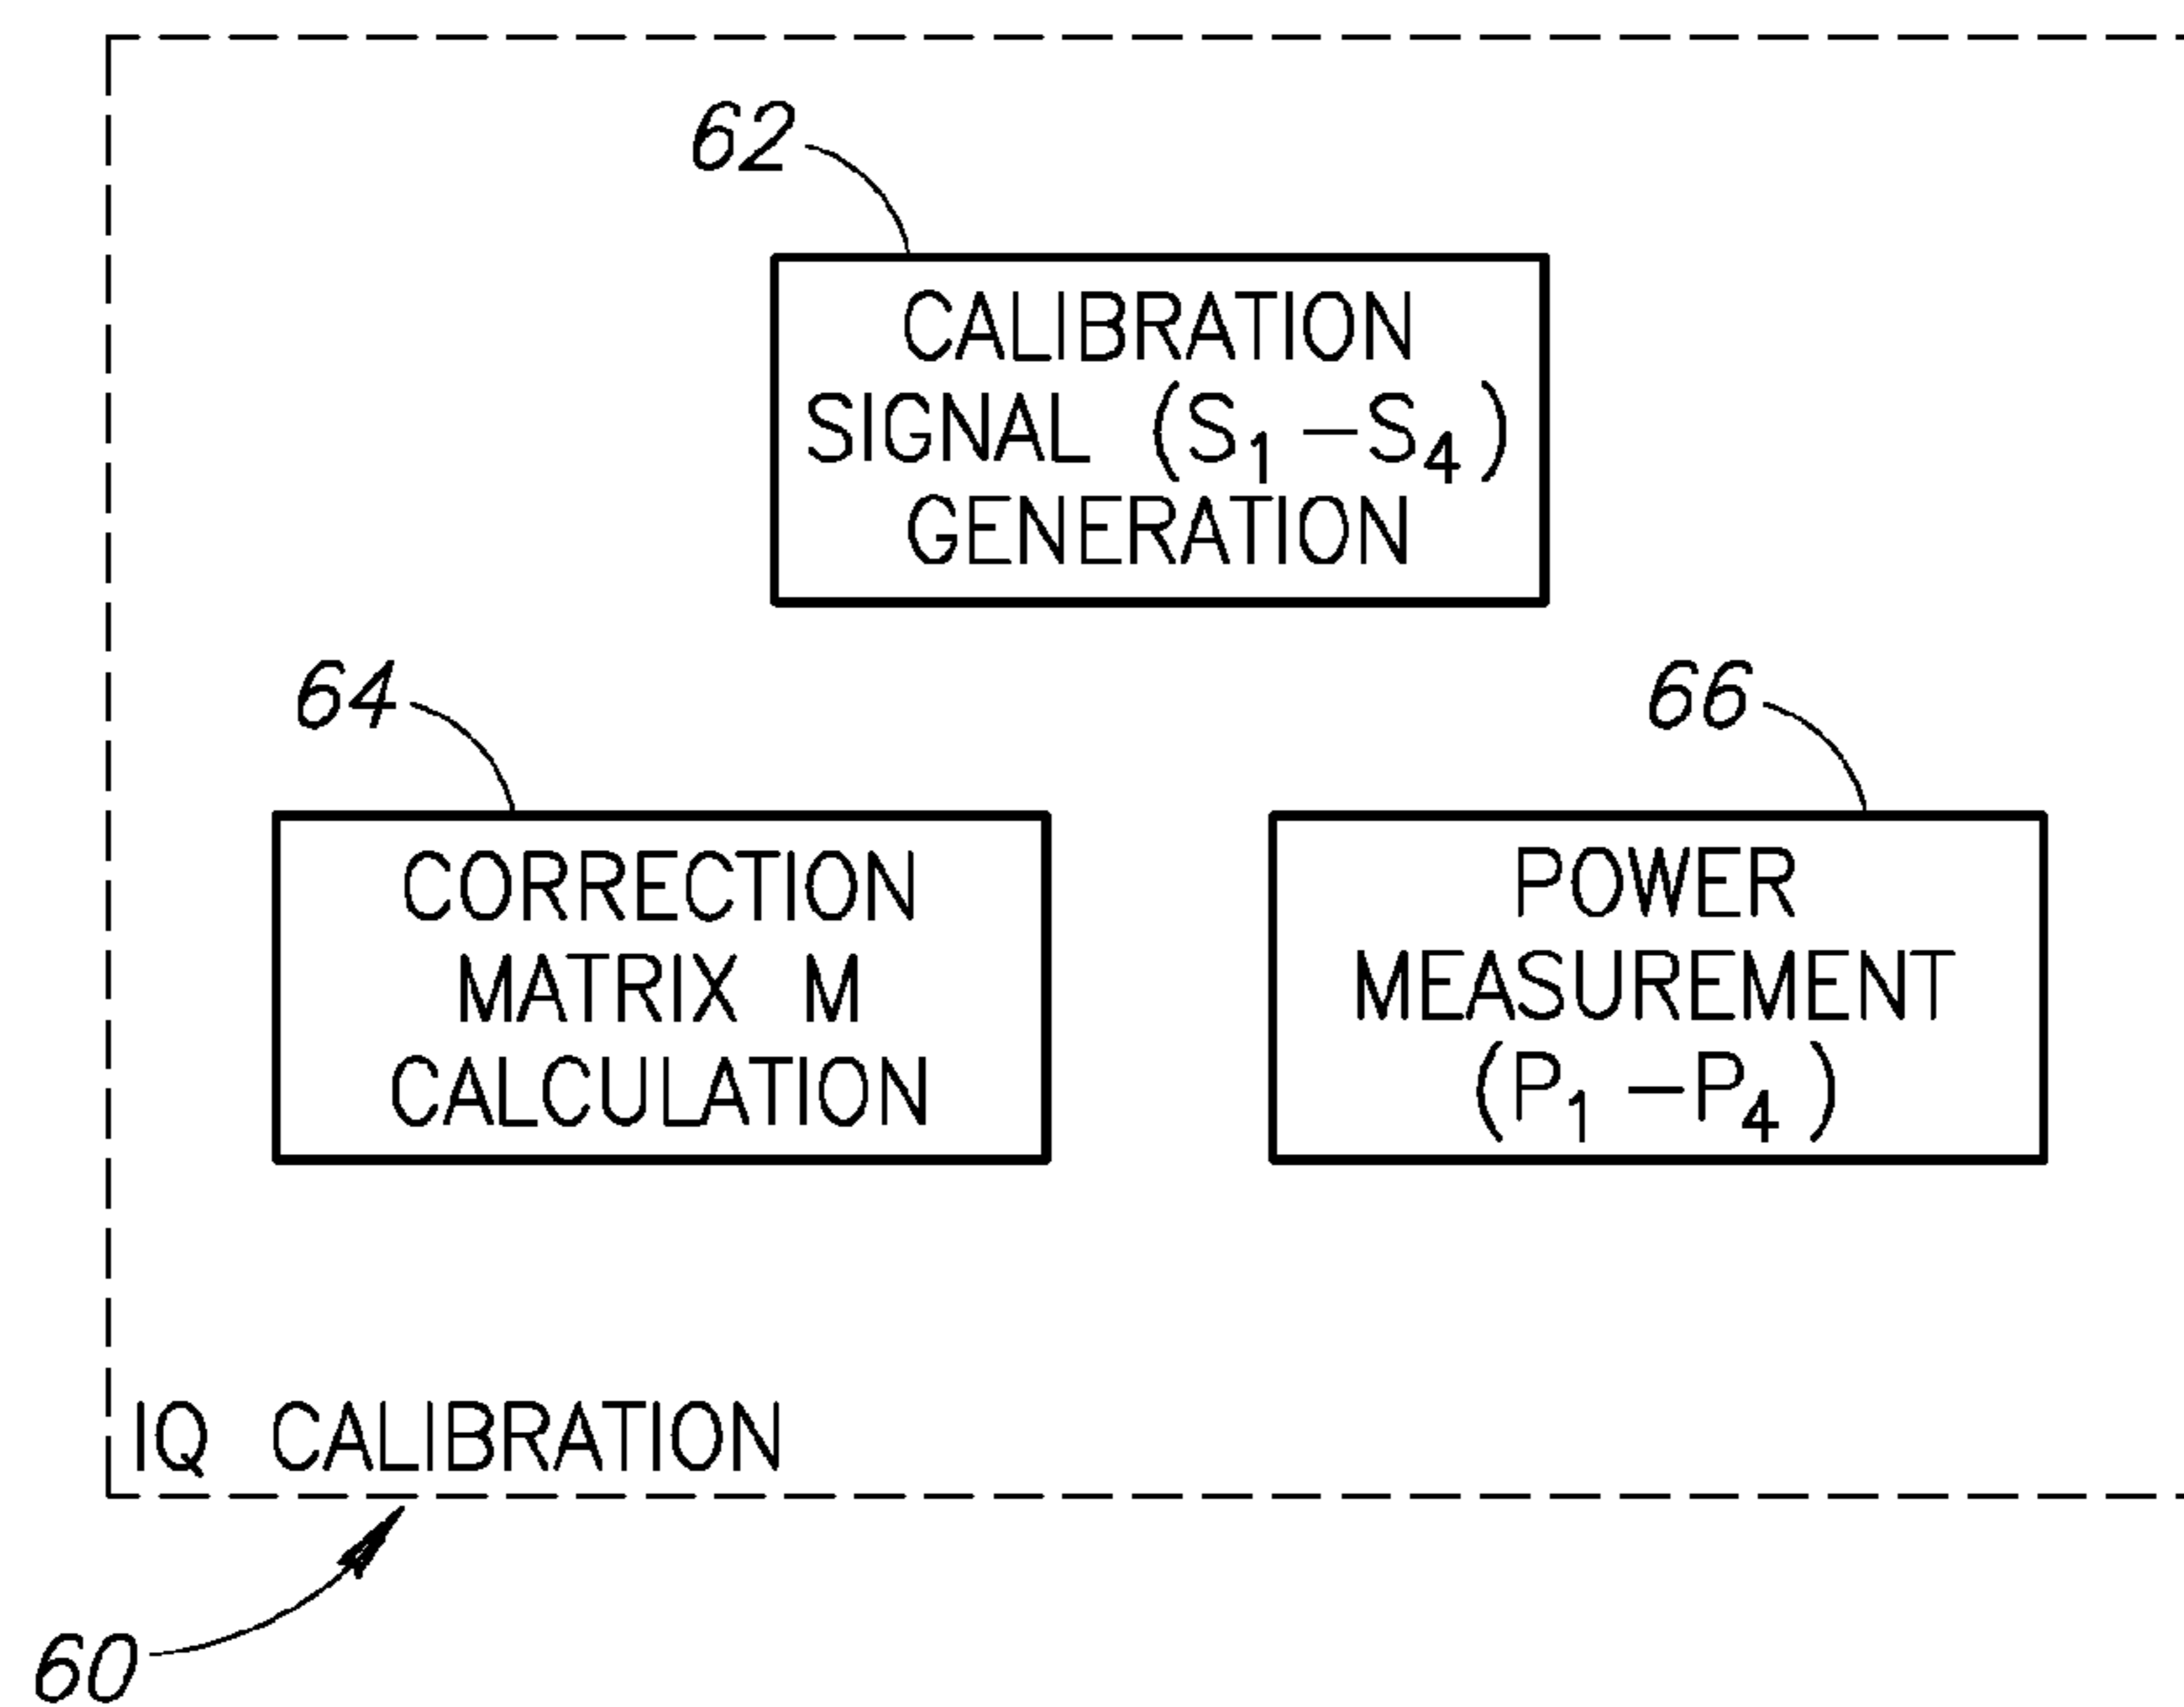 62
CALIBRATION
SIGNAL (S₁–S₄)
GENERATION
64
CORRECTION
MATRIX M
CALCULATION
66
POWER
MEASUREMENT
(P₁–P₄)
IQ CALIBRATION
60